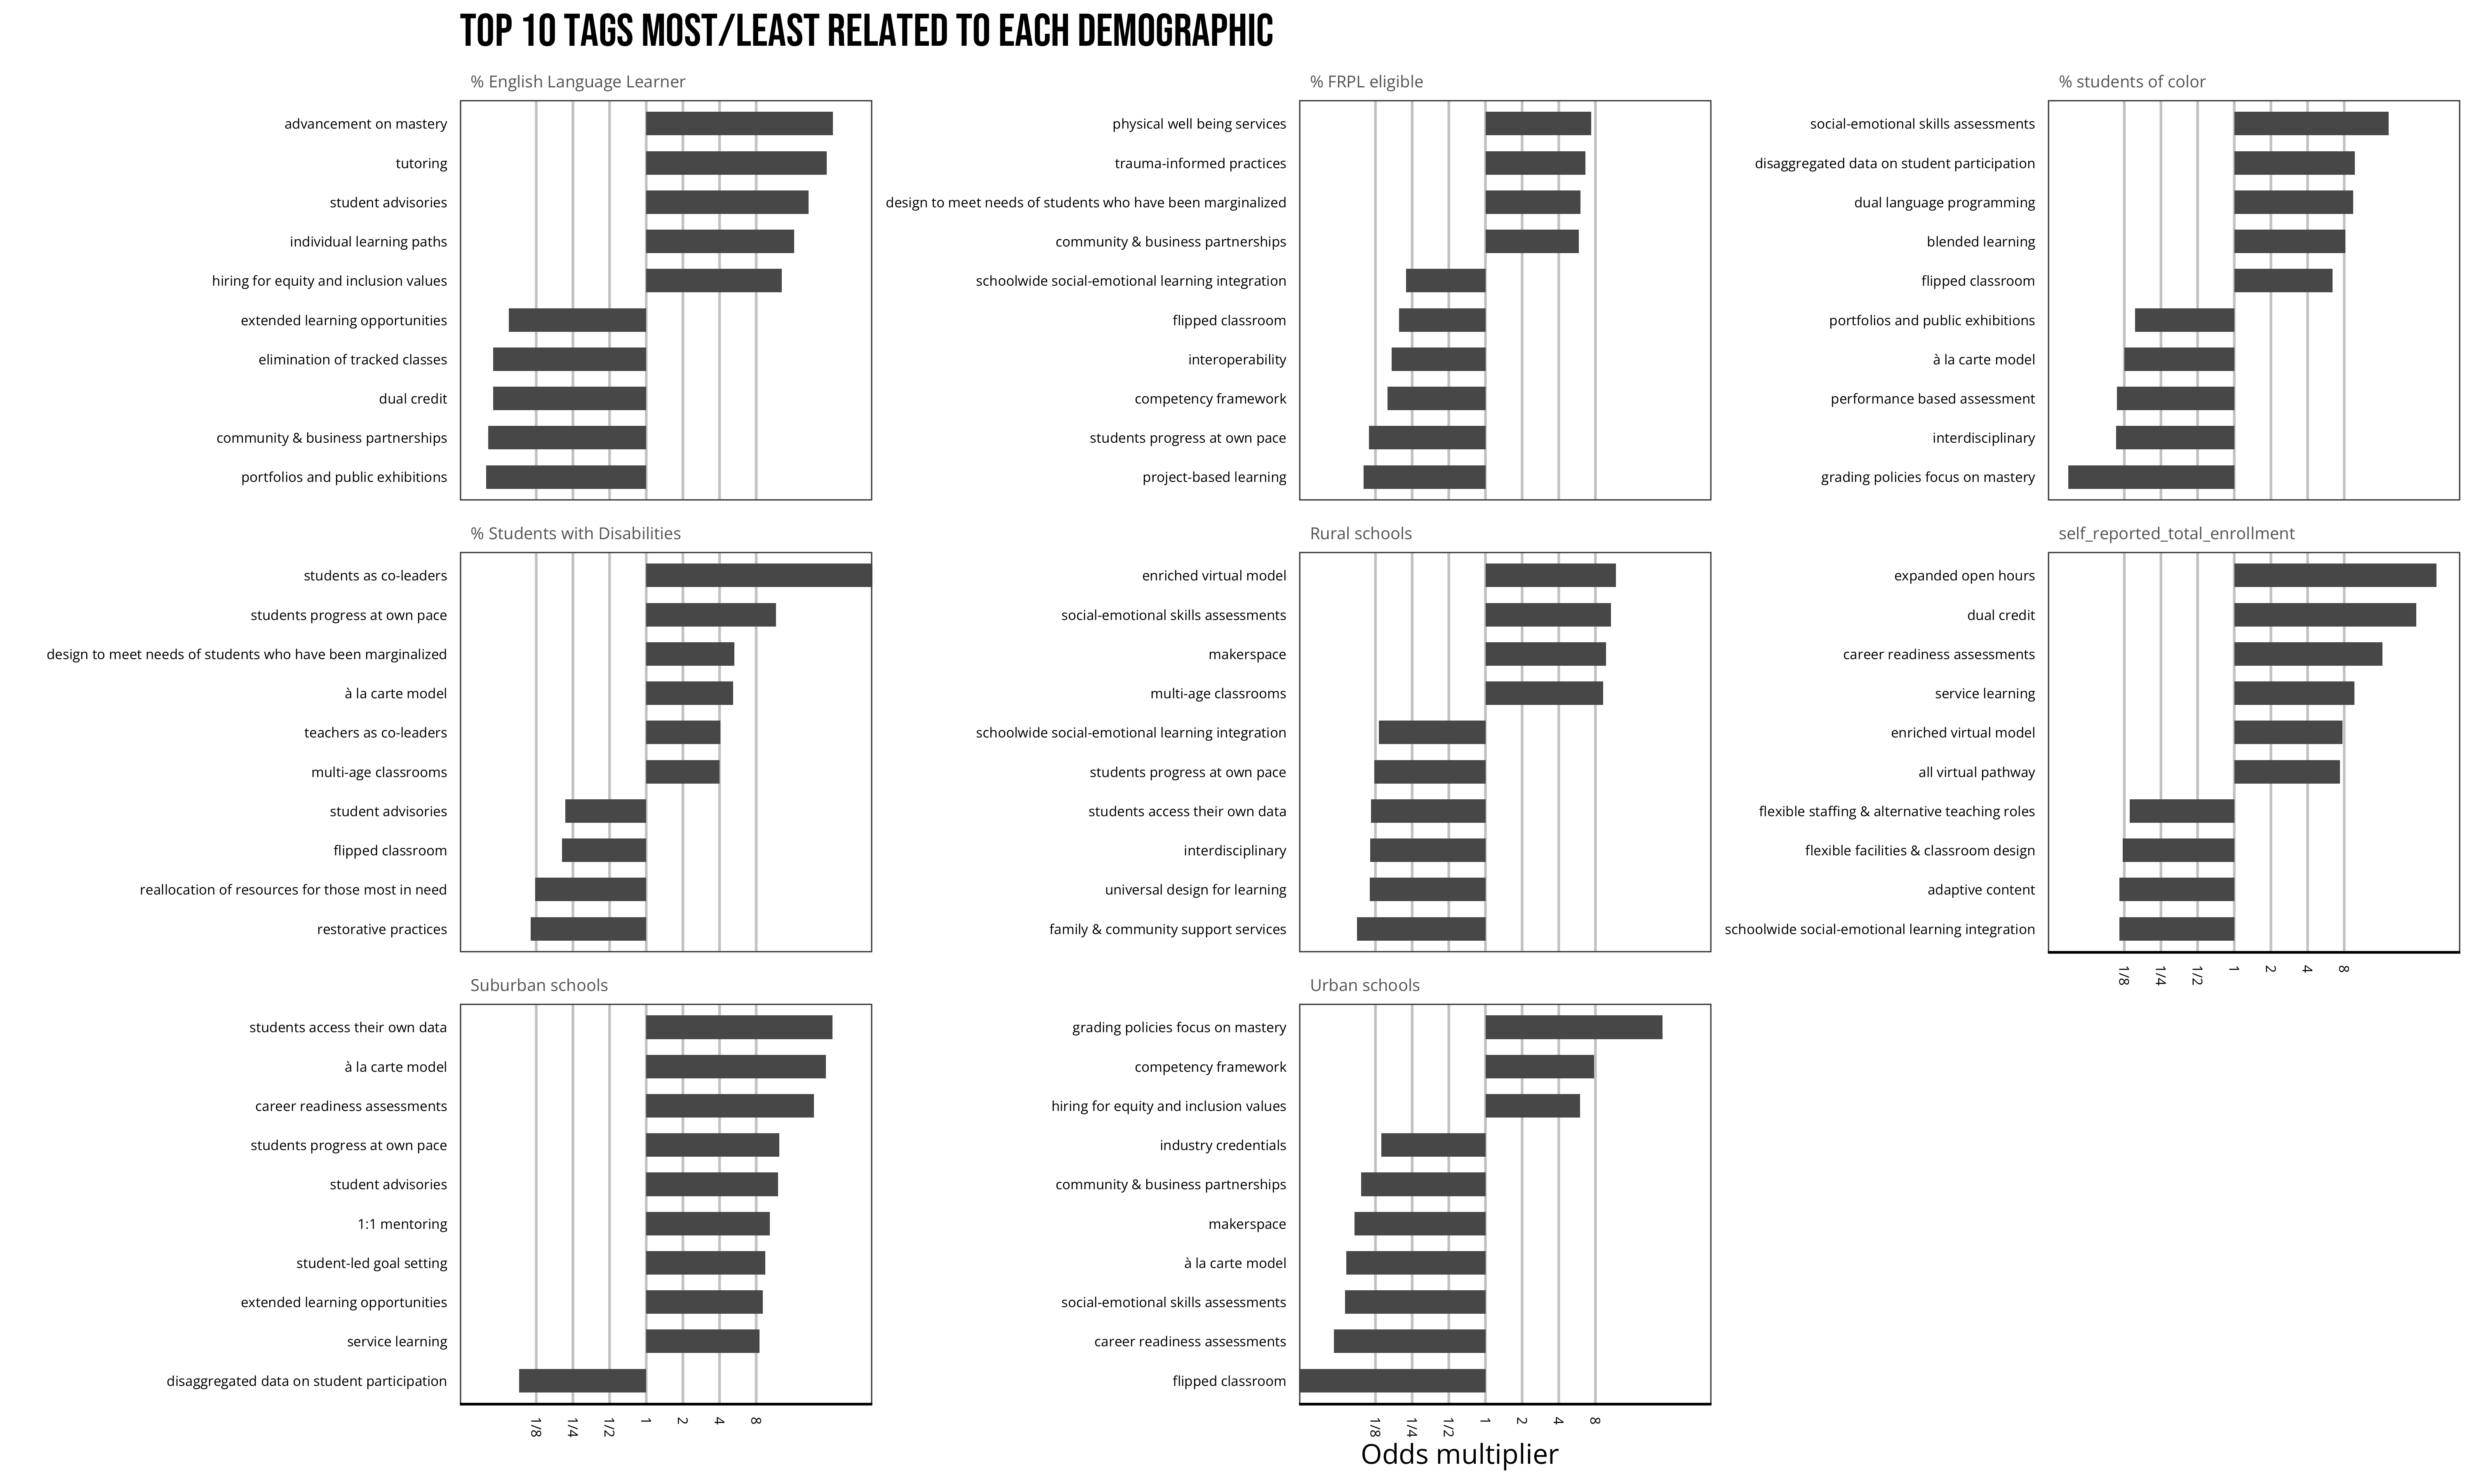 TOP 10 TAGS MOST/LEAST RELATED TO EACH DEMOGRAPHIC
% English Language Learner
advancement on mastery
tutoring
student advisories
individual learning paths
hiring for equity and inclusion values
extended learning opportunities
elimination of tracked classes
dual credit
community & business partnerships
portfolios and public exhibitions
% FRPL eligible
physical well being services
trauma-informed practices
design to meet needs of students who have been marginalized
community & business partnerships
schoolwide social-emotional learning integration
flipped classroom
interoperability
competency framework
students progress at own pace
project-based learning
% students of color
social-emotional skills assessments
disaggregated data on student participation
dual language programming
blended learning
flipped classroom
portfolios and public exhibitions
à la carte model
performance based assessment
interdisciplinary
grading policies focus on mastery
% Students with Disabilities
students as co-leaders
students progress at own pace
design to meet needs of students who have been marginalized
à la carte model
teachers as co-leaders
multi-age classrooms
student advisories
flipped classroom
reallocation of resources for those most in need
restorative practices
Rural schools
enriched virtual model
social-emotional skills assessments
makerspace
multi-age classrooms
schoolwide social-emotional learning integration
students progress at own pace
students access their own data
interdisciplinary
universal design for learning
family & community support services
self_reported_total_enrollment
expanded open hours
dual credit
career readiness assessments
service learning
enriched virtual model
all virtual pathway
flexible staffing & alternative teaching roles
flexible facilities & classroom design
adaptive content
schoolwide social-emotional learning integration
1/8 1/4 1/2 1 2 4 8
Suburban schools
students access their own data
à la carte model
career readiness assessments
students progress at own pace
student advisories
1:1 mentoring
student-led goal setting
extended learning opportunities
service learning
disaggregated data on student participation
1/8 1/4 1/2 1 2 4 8
Urban schools
grading policies focus on mastery
competency framework
hiring for equity and inclusion values
industry credentials
community & business partnerships
makerspace
à la carte model
social-emotional skills assessments
career readiness assessments
flipped classroom
1/8 1/4 1/2 1 2 4 8
Odds multiplier